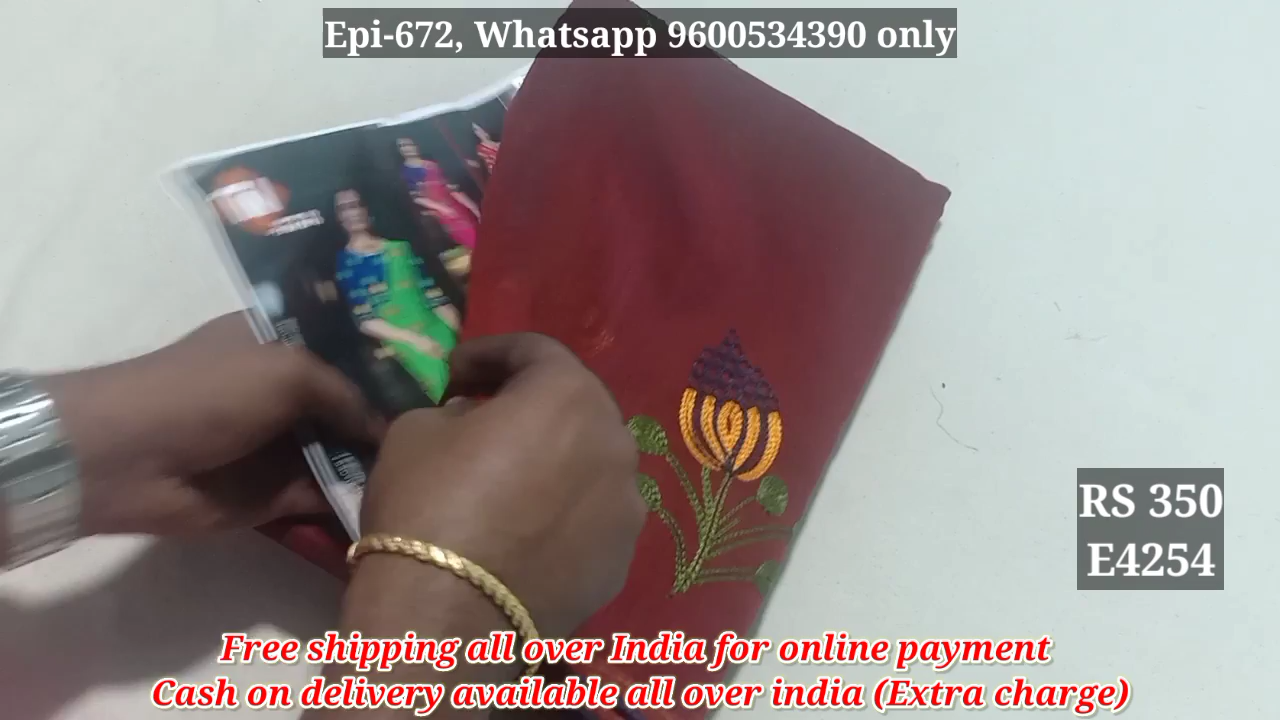 Epi-672, Whatsapp 9600534390 only
RS 350
E4254
Free shipping all over India for online payment
Cash on delivery available all over india (Extra charge)